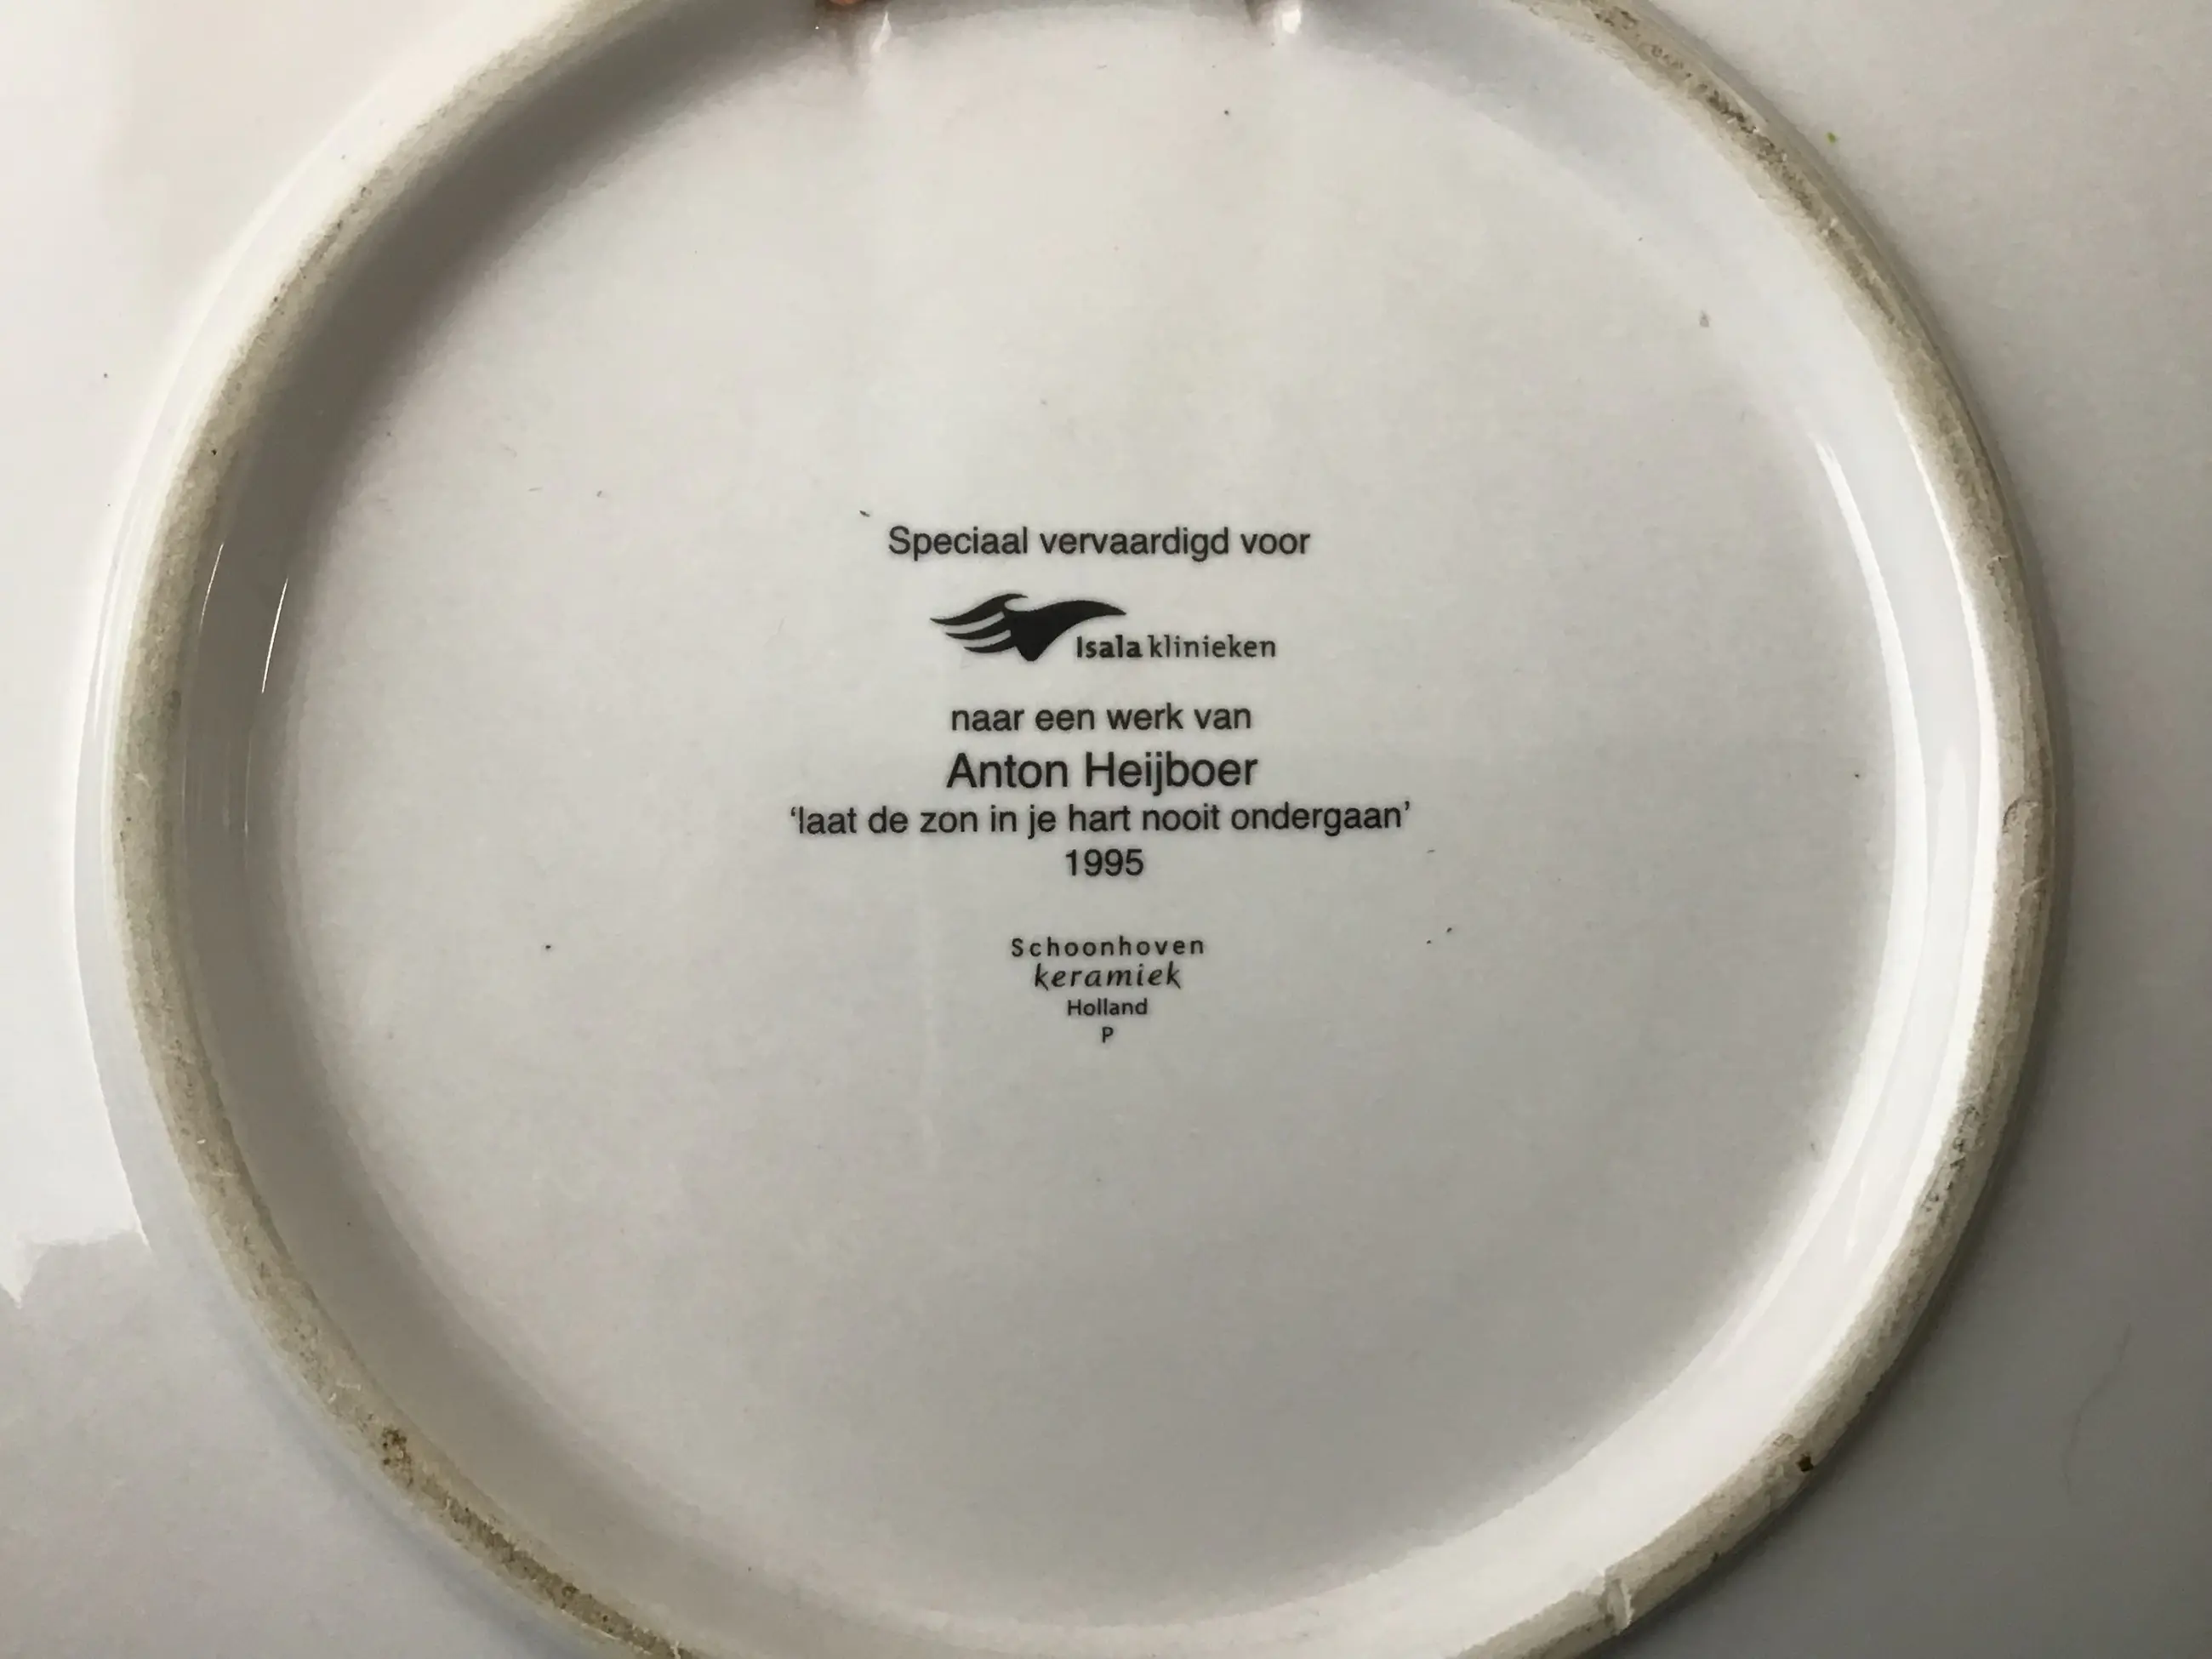 Speciaal vervaardigd voor
Isala klinieken
naar een werk van
Anton Heijboer
‘laat de zon in je hart nooit ondergaan’
1995
Schoonhoven
keramiek
Holland
P